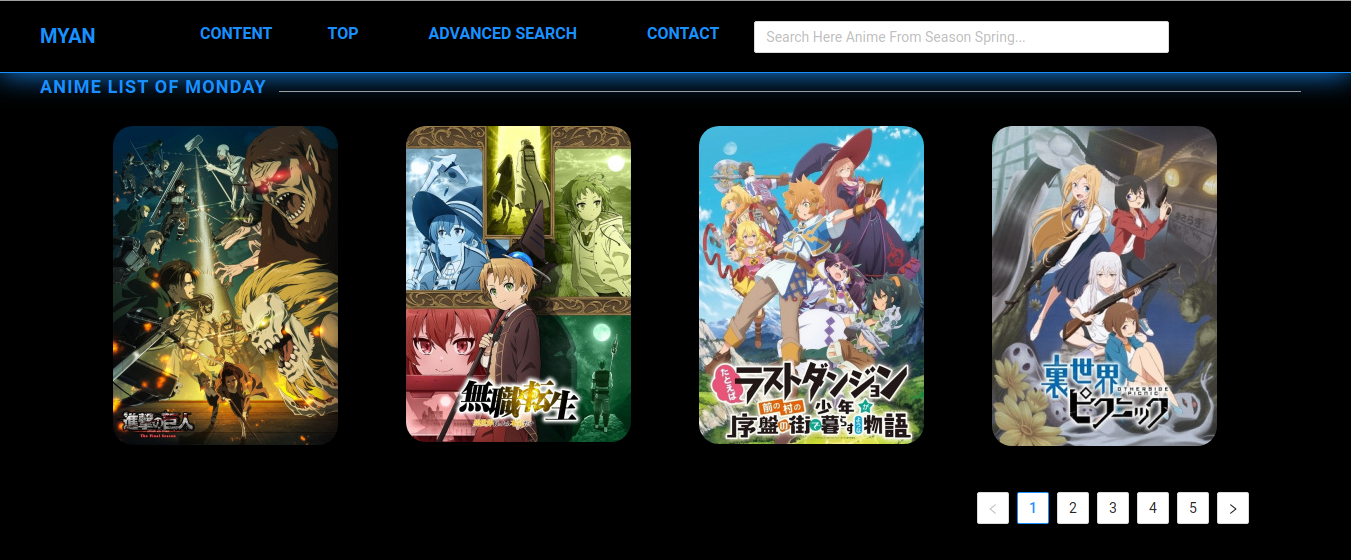 MYAN
CONTENT
TOP
ADVANCED SEARCH
CONTACT
Search Here Anime From Season Spring...
ANIME LIST OF MONDAY
進撃の巨人
The Final Season
無職転生
たとえば
ラストダンジョン
前の村の少年が
序盤の街で暮らす
物語
裏世界
OTHERSIDE
PICNIC
ピクニック
< 1 2 3 4 5 >